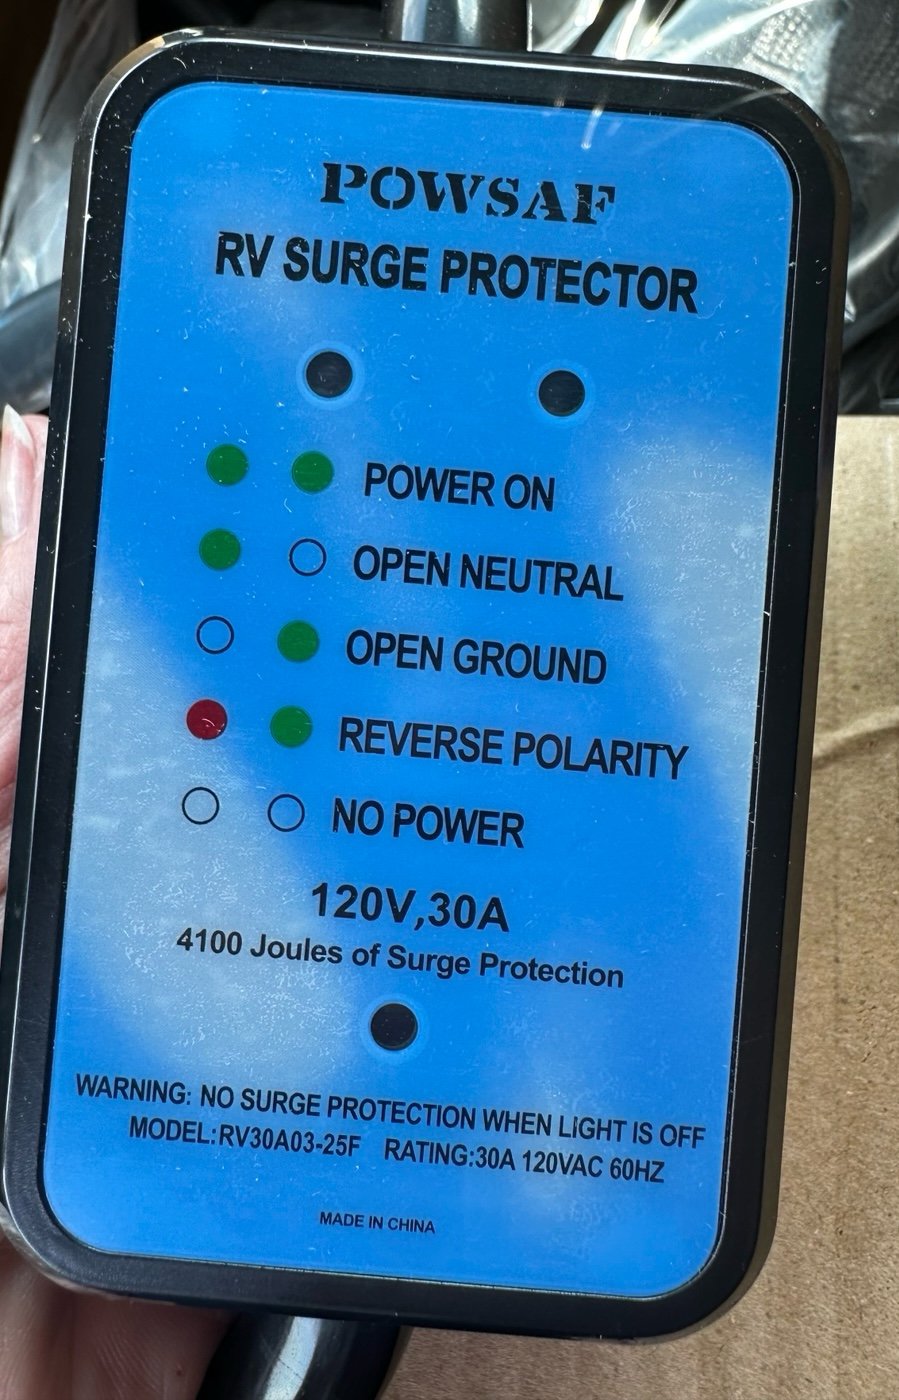 POWSAF
RV SURGE PROTECTOR
POWER ON
OPEN NEUTRAL
OPEN GROUND
REVERSE POLARITY
NO POWER
120V,30A
4100 Joules of Surge Protection
WARNING: NO SURGE PROTECTION WHEN LIGHT IS OFF
MODEL:RV30A03-25F RATING:30A 120VAC 60HZ
MADE IN CHINA